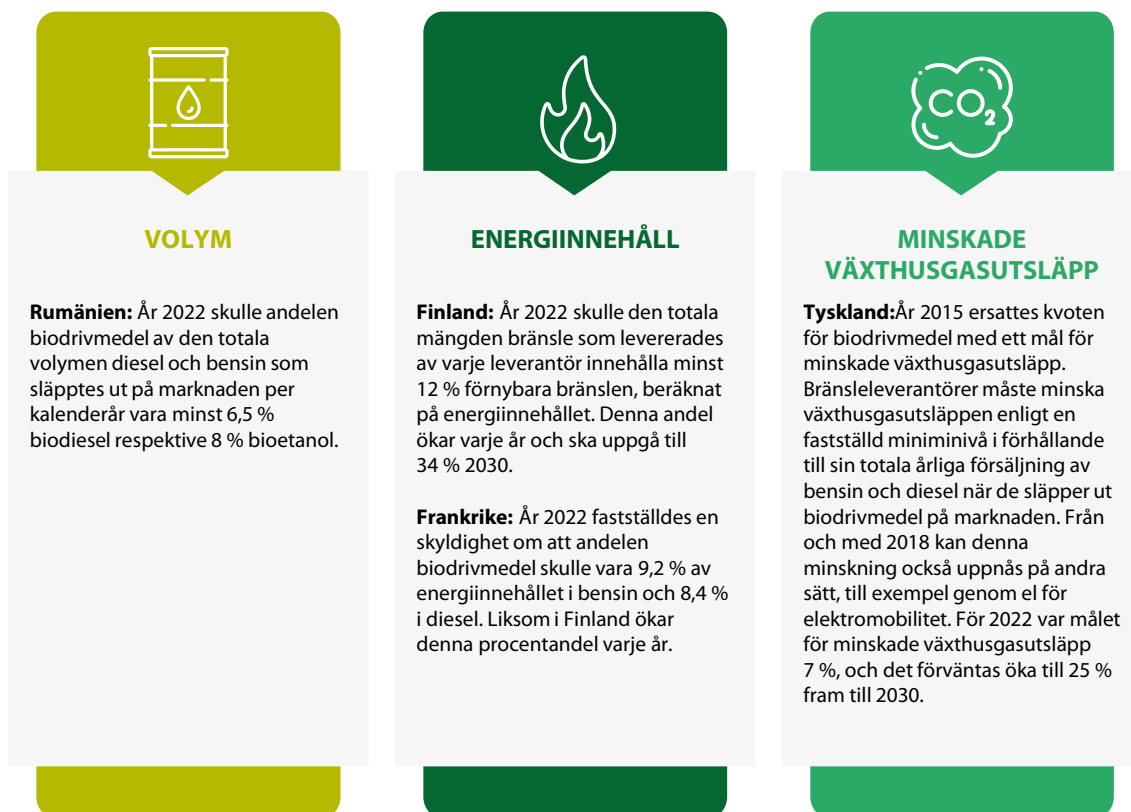 VOLYM
Rumänien: År 2022 skulle andelen
biodrivmedel av den totala
volymen diesel och bensin som
släpptes ut på marknaden per
kalenderår vara minst 6,5 %
biodiesel respektive 8 % bioetanol.
ENERGIINNEHÅLL
Finland: År 2022 skulle den totala
mängden bränsle som levererades
av varje leverantör innehålla minst
12 % förnybara bränslen, beräknat
på energiinnehållet. Denna andel
ökar varje år och ska uppgå till
34 % 2030.
Frankrike: År 2022 fastställdes en
skyldighet om att andelen
biodrivmedel skulle vara 9,2 % av
energiinnehållet i bensin och 8,4 %
i diesel. Liksom i Finland ökar
denna procentandel varje år.
CO2
MINSKADE
VÄXTHUSGASUTSLÄPP
Tyskland:År 2015 ersattes kvoten
för biodrivmedel med ett mål för
minskade växthusgasutsläpp.
Bränsleleverantörer måste minska
växthusgasutsläppen enligt en
fastställd miniminivå i förhållande
till sin totala årliga försäljning av
bensin och diesel när de släpper ut
biodrivmedel på marknaden. Från
och med 2018 kan denna
minskning också uppnås på andra
sätt, till exempel genom el för
elektromobilitet. För 2022 var målet
för minskade växthusgasutsläpp
7 %, och det förväntas öka till 25 %
fram till 2030.